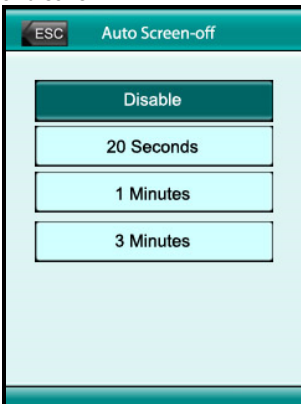 ESC Auto Screen-off
Disable
20 Seconds
1 Minutes
3 Minutes